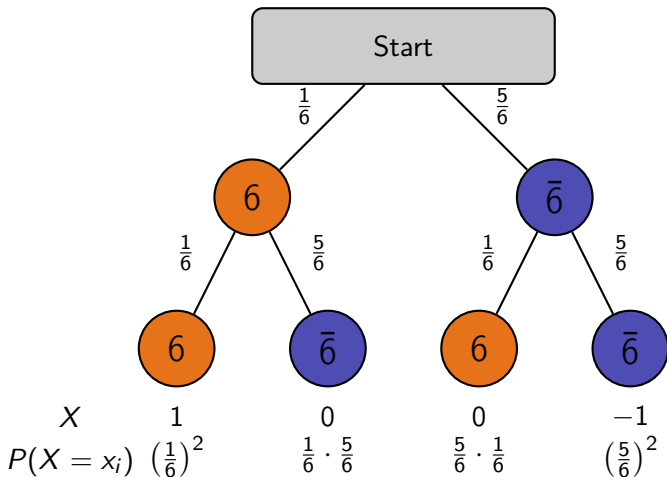 Start
1/6 5/6
6 6̄
1/6 5/6 1/6 5/6
6 6̄ 6 6̄
X 1 0 0 −1
P(X = xᵢ) (1/6)² 1/6 · 5/6 5/6 · 1/6 (5/6)²